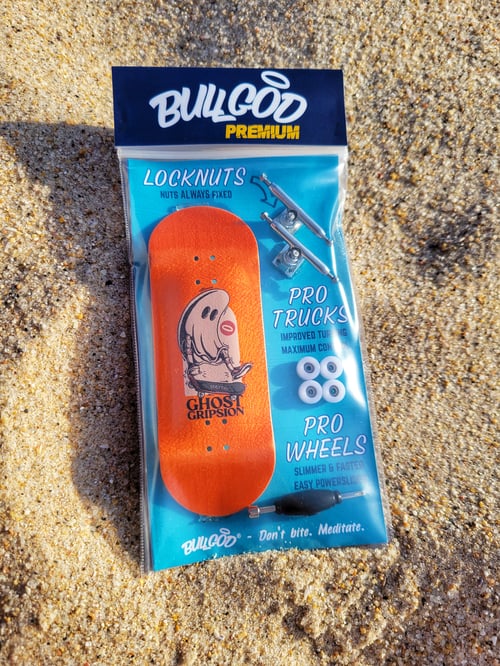 BULLGOD
PREMIUM
LOCKNUTS
NUTS ALWAYS FIXED
PRO
TRUCKS
IMPROVED
MAXIMUM
GHOST
GRIPSION
PRO
WHEELS
SLIMMER & FASTER
EASY POWERSLIDE
BULLGOD® - Don't bite. Meditate.